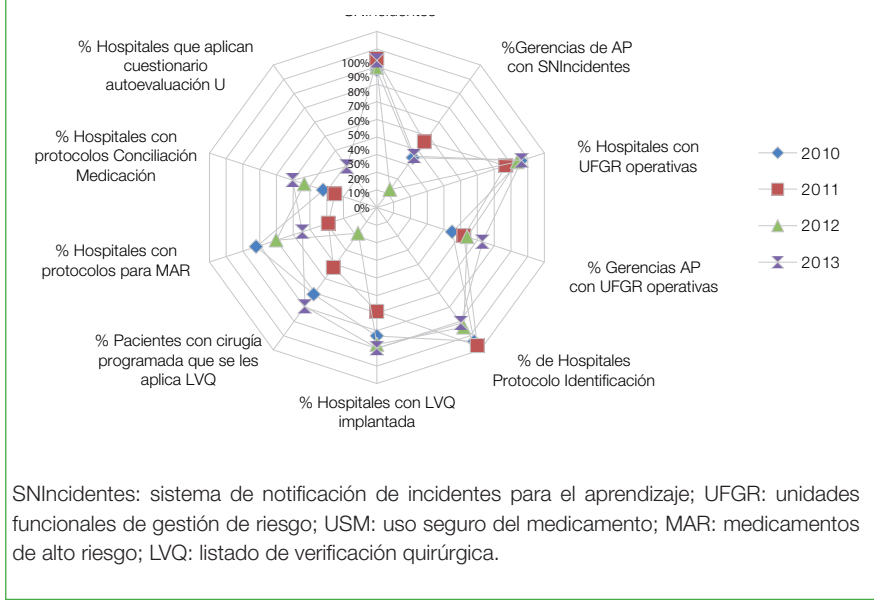 SNIncidentes
% Hospitales que aplican
cuestionario
autoevaluación U
%Gerencias de AP
con SNIncidentes
100%
90%
80%
70%
60%
50%
40%
30%
20%
10%
0%
% Hospitales con
protocolos Conciliación
Medicación
% Hospitales con
UFGR operativas
2010
2011
2012
2013
% Hospitales con
protocolos para MAR
% Gerencias AP
con UFGR operativas
% Pacientes con cirugía
programada que se les
aplica LVQ
% de Hospitales
Protocolo Identificación
% Hospitales con LVQ
implantada
SNIncidentes: sistema de notificación de incidentes para el aprendizaje; UFGR: unidades
funcionales de gestión de riesgo; USM: uso seguro del medicamento; MAR: medicamentos
de alto riesgo; LVQ: listado de verificación quirúrgica.